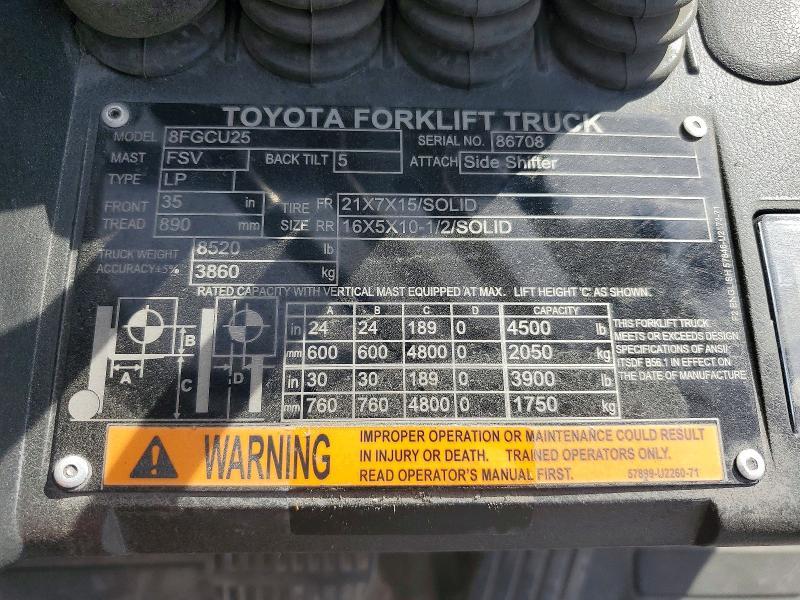 TOYOTA FORKLIFT TRUCK
MODEL 8FGCU25 SERIAL NO. 86708
MAST FSV BACK TILT 5 ATTACH Side Shifter
TYPE LP
FRONT 35 in TIRE FR 21X7X15/SOLID
TREAD 890 mm SIZE RR 16X5X10-1/2/SOLID
TRUCK WEIGHT 8520 lb
ACCURACY±5% 3860 kg
RATED CAPACITY WITH VERTICAL MAST EQUIPPED AT MAX. LIFT HEIGHT 'C' AS SHOWN.
A B C D CAPACITY
in 24 24 189 0 4500 lb
mm 600 600 4800 0 2050 kg
in 30 30 189 0 3900 lb
mm 760 760 4800 0 1750 kg
A B C D
THIS FORKLIFT TRUCK
MEETS OR EXCEEDS DESIGN
SPECIFICATIONS OF ANSI/
ITSDF B56.1 IN EFFECT ON
THE DATE OF MANUFACTURE
WARNING
IMPROPER OPERATION OR MAINTENANCE COULD RESULT
IN INJURY OR DEATH. TRAINED OPERATORS ONLY.
READ OPERATOR'S MANUAL FIRST. 57899-U2260-71